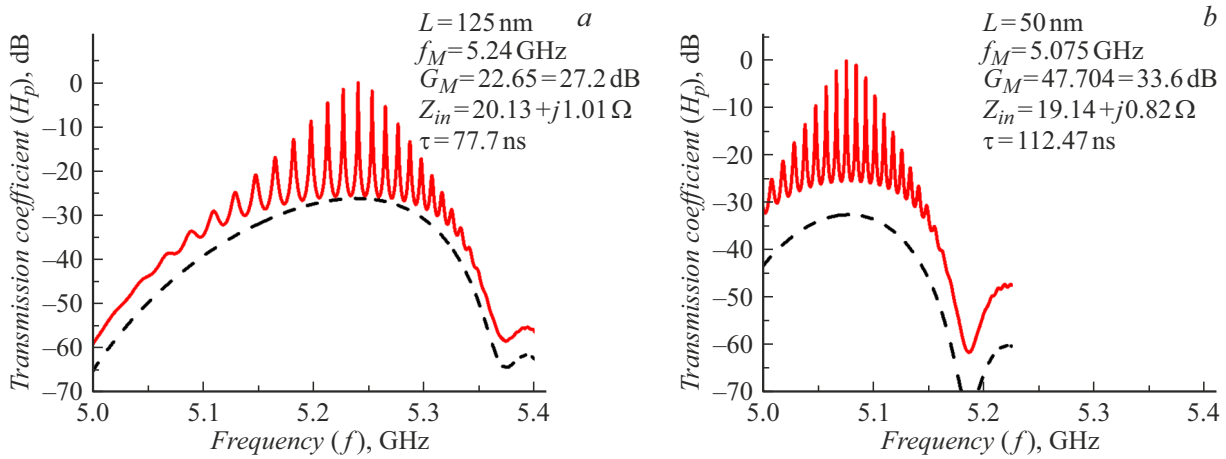 a
L=125 nm
f_M=5.24 GHz
G_M=22.65=27.2 dB
Z_in=20.13+j1.01 Ω
τ=77.7 ns
Transmission coefficient (H_p), dB
0
–10
–20
–30
–40
–50
–60
–70
5.0 5.1 5.2 5.3 5.4
Frequency (f), GHz
b
L=50 nm
f_M=5.075 GHz
G_M=47.704=33.6 dB
Z_in=19.14+j0.82 Ω
τ=112.47 ns
Transmission coefficient (H_p), dB
0
–10
–20
–30
–40
–50
–60
–70
5.0 5.1 5.2 5.3 5.4
Frequency (f), GHz